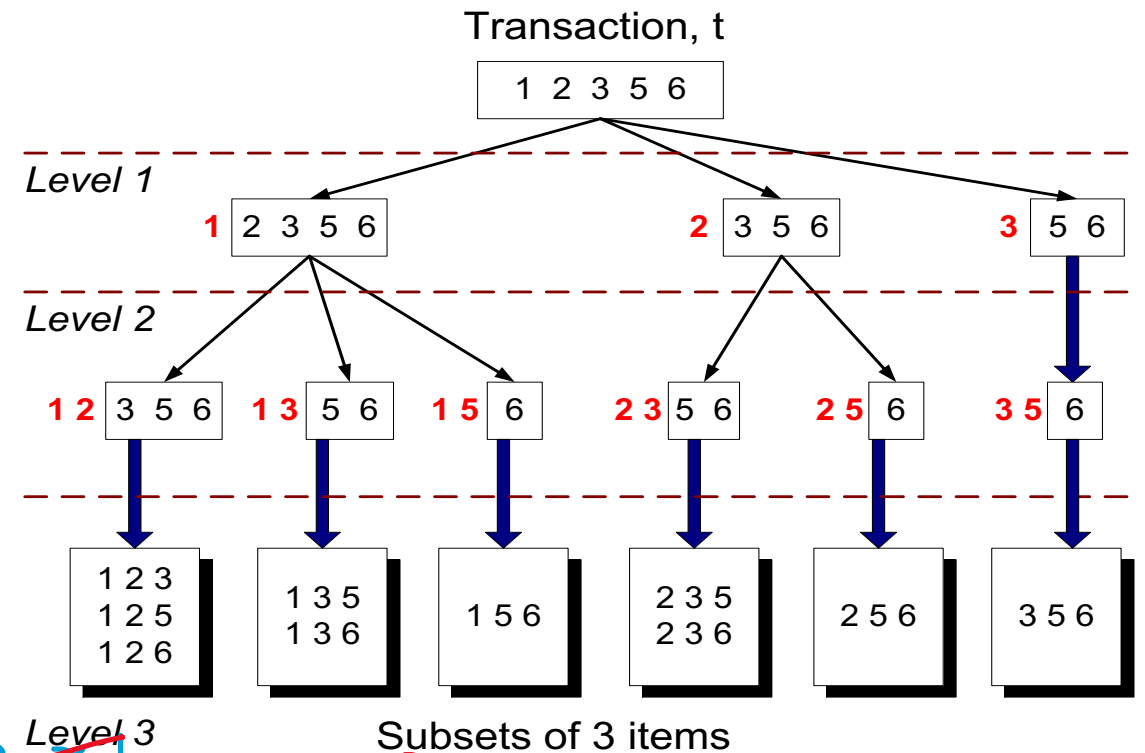 Transaction, t
1 2 3 5 6
Level 1
1 2 3 5 6
2 3 5 6
3 5 6
Level 2
1 2 3 5 6
1 3 5 6
1 5 6
2 3 5 6
2 5 6
3 5 6
1 2 3
1 2 5
1 2 6
1 3 5
1 3 6
1 5 6
2 3 5
2 3 6
2 5 6
3 5 6
Level 3
Subsets of 3 items